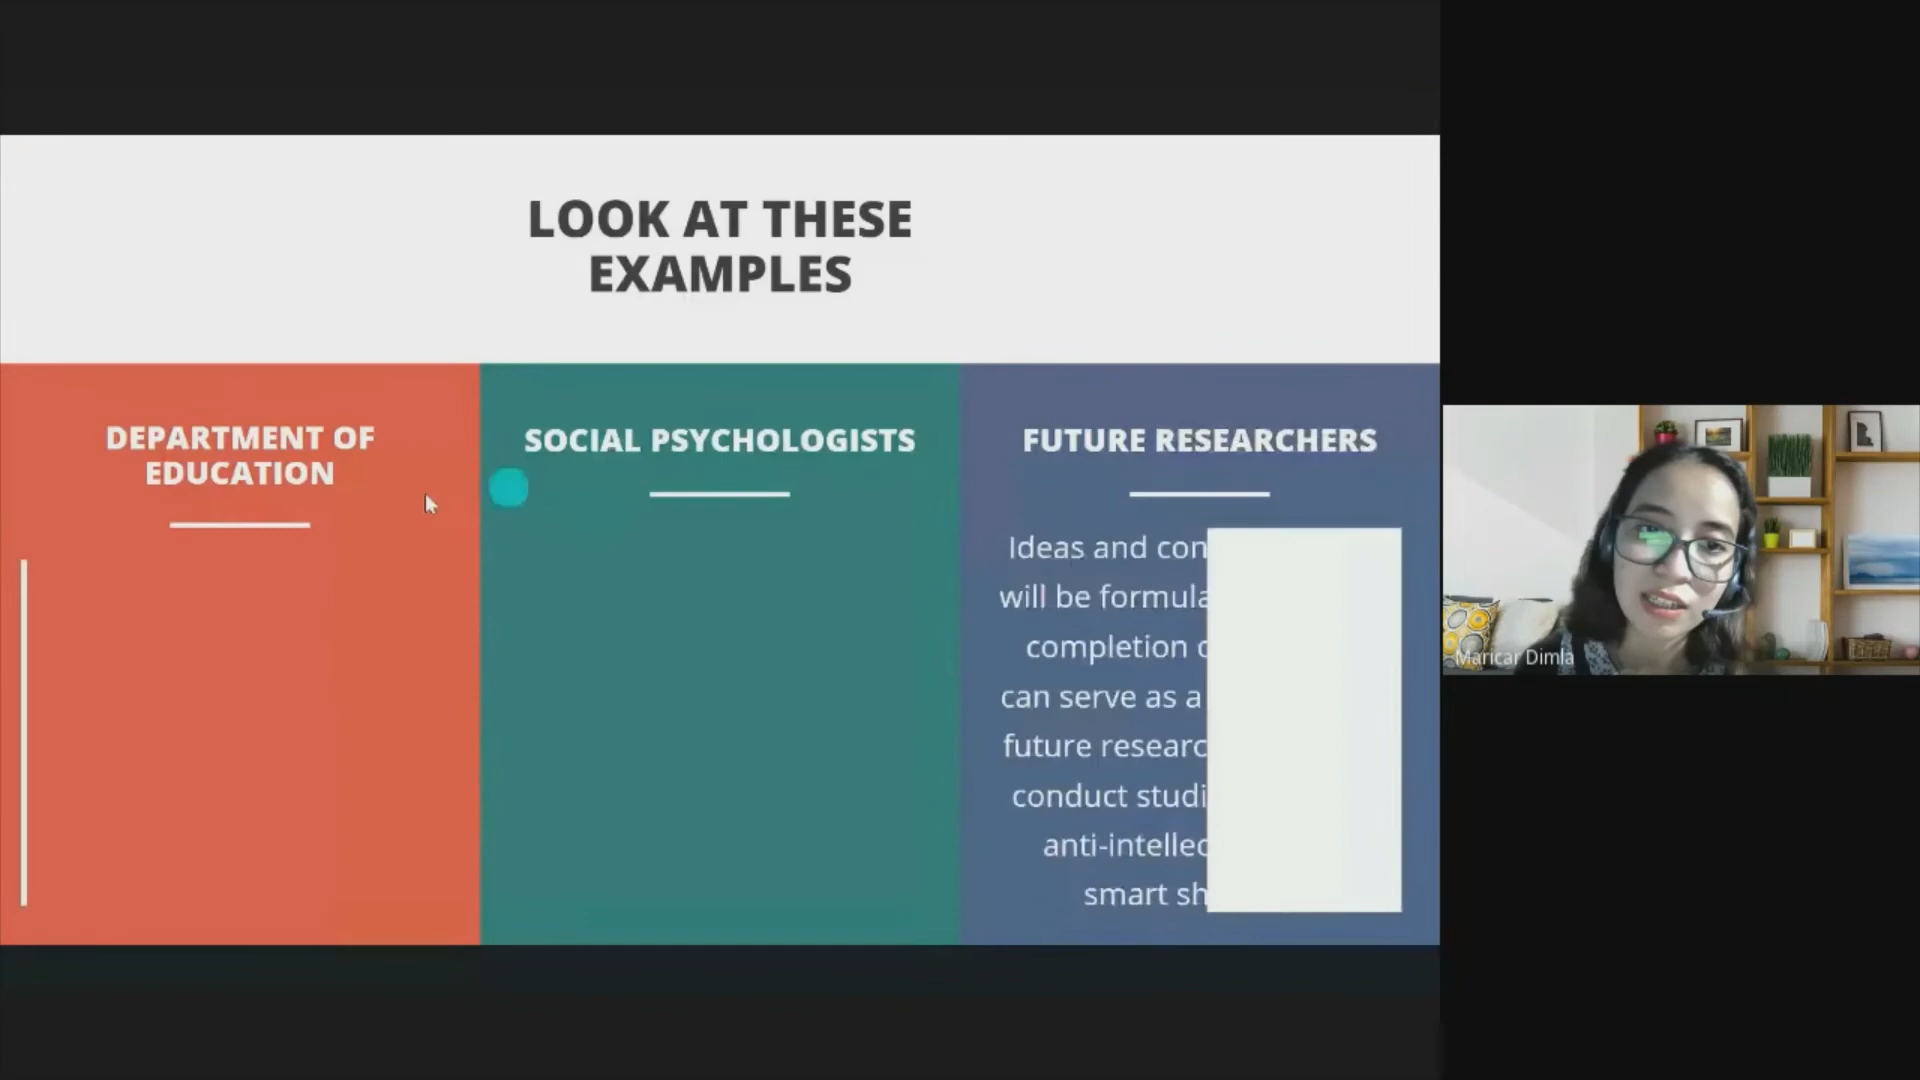 LOOK AT THESE
EXAMPLES
DEPARTMENT OF
EDUCATION
SOCIAL PSYCHOLOGISTS
FUTURE RESEARCHERS
Ideas and con
will be formula
completion
can serve as a
future researc
conduct studi
anti-intellec
smart sh
Maricar Dimla